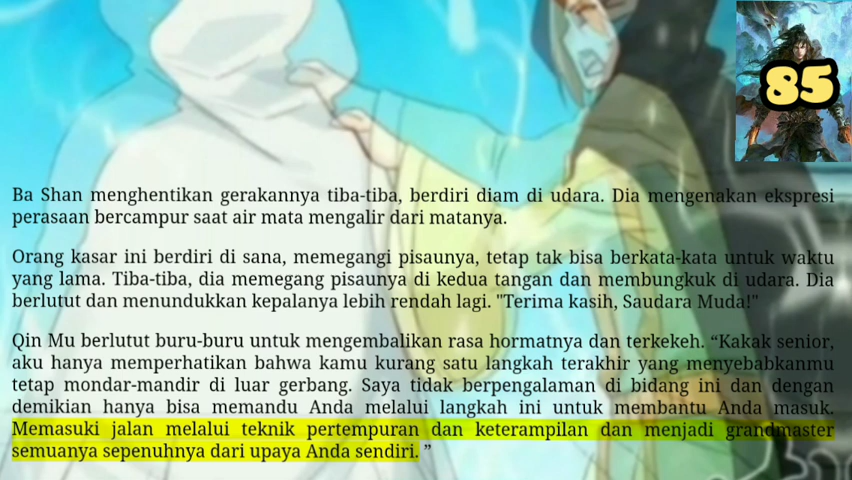 85
Ba Shan menghentikan gerakannya tiba-tiba, berdiri diam di udara. Dia mengenakan ekspresi
perasaan bercampur saat air mata mengalir dari matanya.
Orang kasar ini berdiri di sana, memegangi pisaunya, tetap tak bisa berkata-kata untuk waktu
yang lama. Tiba-tiba, dia memegang pisaunya di kedua tangan dan membungkuk di udara. Dia
berlutut dan menundukkan kepalanya lebih rendah lagi. "Terima kasih, Saudara Muda!"
Qin Mu berlutut buru-buru untuk mengembalikan rasa hormatnya dan terkekeh. “Kakak senior,
aku hanya memperhatikan bahwa kamu kurang satu langkah terakhir yang menyebabkanmu
tetap mondar-mandir di luar gerbang. Saya tidak berpengalaman di bidang ini dan dengan
demikian hanya bisa memandu Anda melalui langkah ini untuk membantu Anda masuk.
Memasuki jalan melalui teknik pertempuran dan keterampilan dan menjadi grandmaster
semuanya sepenuhnya dari upaya Anda sendiri. ”